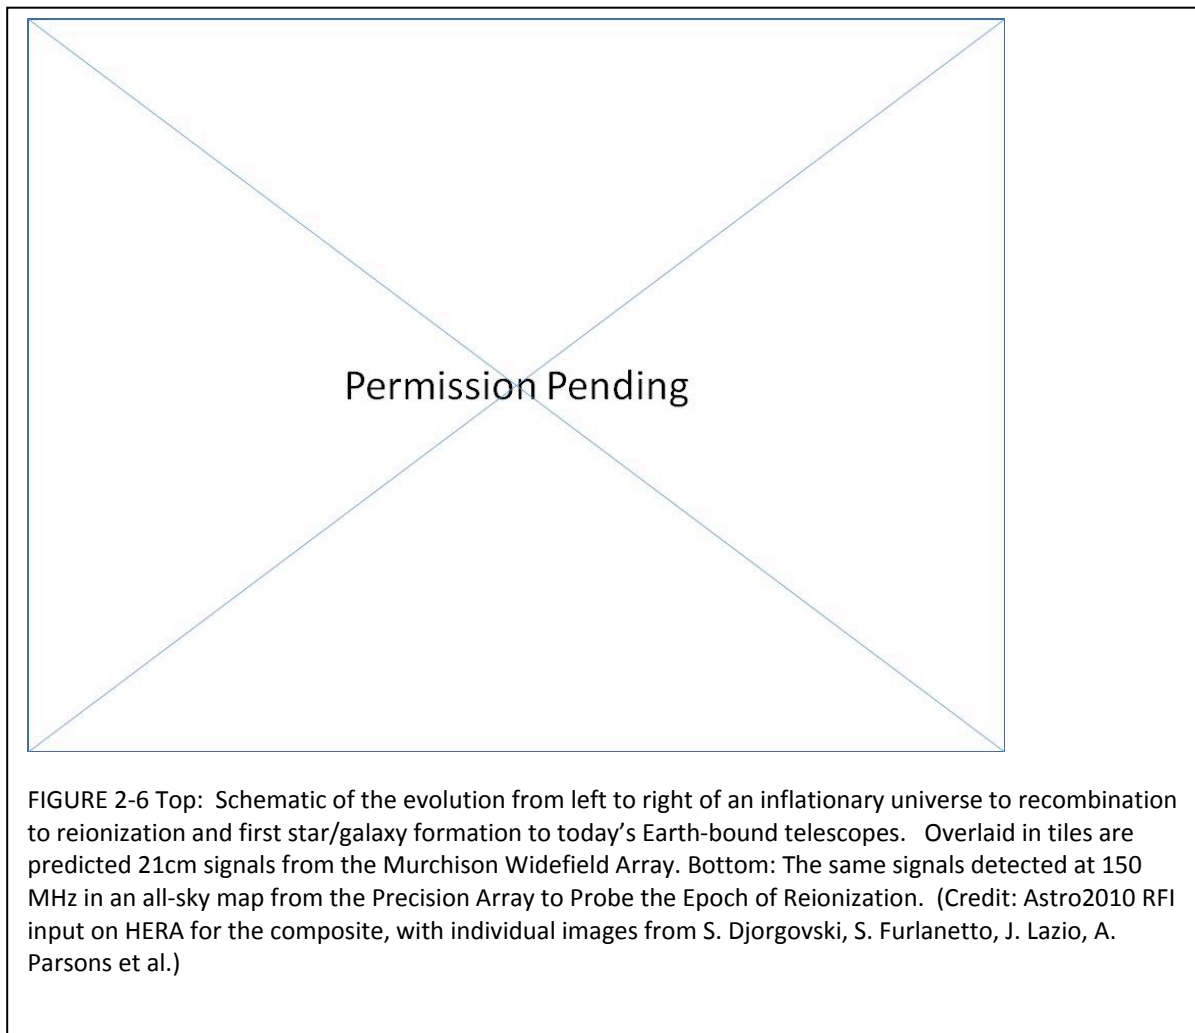 Permission Pending
FIGURE 2-6 Top:  Schematic of the evolution from left to right of an inflationary universe to recombination
to reionization and first star/galaxy formation to today’s Earth-bound telescopes.   Overlaid in tiles are
predicted 21cm signals from the Murchison Widefield Array. Bottom: The same signals detected at 150
MHz in an all-sky map from the Precision Array to Probe the Epoch of Reionization.  (Credit: Astro2010 RFI
input on HERA for the composite, with individual images from S. Djorgovski, S. Furlanetto, J. Lazio, A.
Parsons et al.)